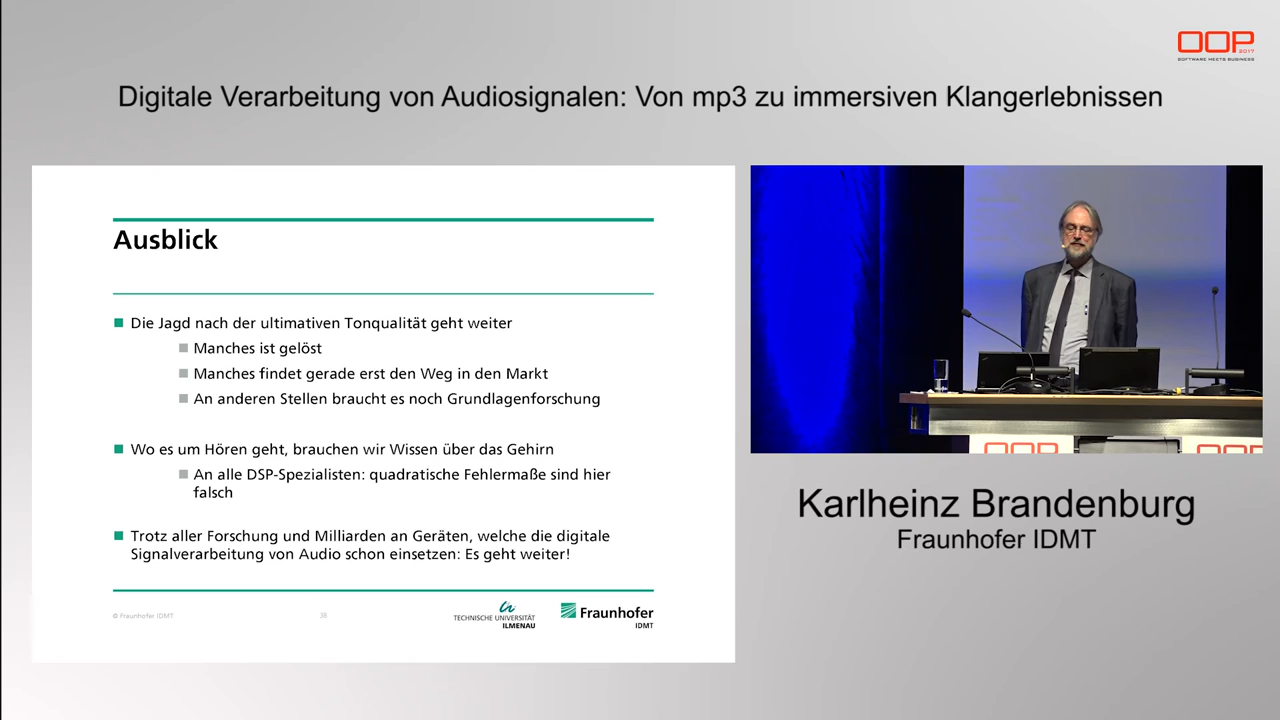 OOP
2017
SOFTWARE MEETS BUSINESS
Digitale Verarbeitung von Audiosignalen: Von mp3 zu immersiven Klangerlebnissen
Ausblick
Die Jagd nach der ultimativen Tonqualität geht weiter
Manches ist gelöst
Manches findet gerade erst den Weg in den Markt
An anderen Stellen braucht es noch Grundlagenforschung
Wo es um Hören geht, brauchen wir Wissen über das Gehirn
An alle DSP-Spezialisten: quadratische Fehlermaße sind hier
falsch
Trotz aller Forschung und Milliarden an Geräten, welche die digitale
Signalverarbeitung von Audio schon einsetzen: Es geht weiter!
© Fraunhofer IDMT
TECHNISCHE UNIVERSITÄT
ILMENAU
Fraunhofer
IDMT
OOP
OOP
Karlheinz Brandenburg
Fraunhofer IDMT